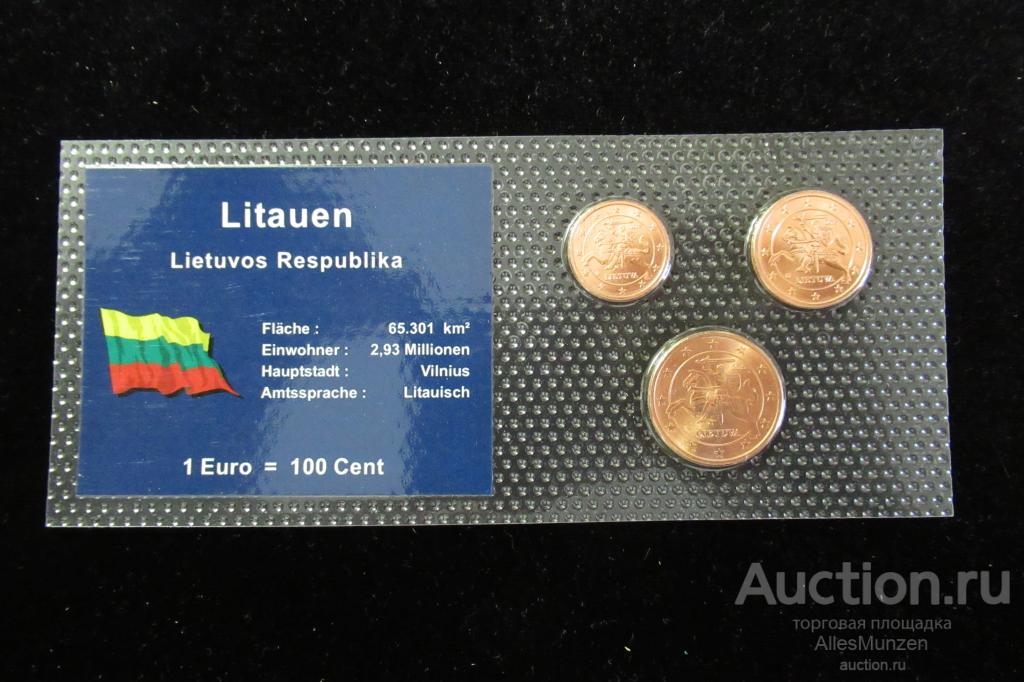 Litauen
Lietuvos Respublika
Fläche : 65.301 km²
Einwohner : 2,93 Millionen
Hauptstadt : Vilnius
Amtssprache : Litauisch
1 Euro = 100 Cent
LIETUVA
LIETUVA
LIETUVA
Auction.ru
торговая площадка
AllesMunzen
auction.ru